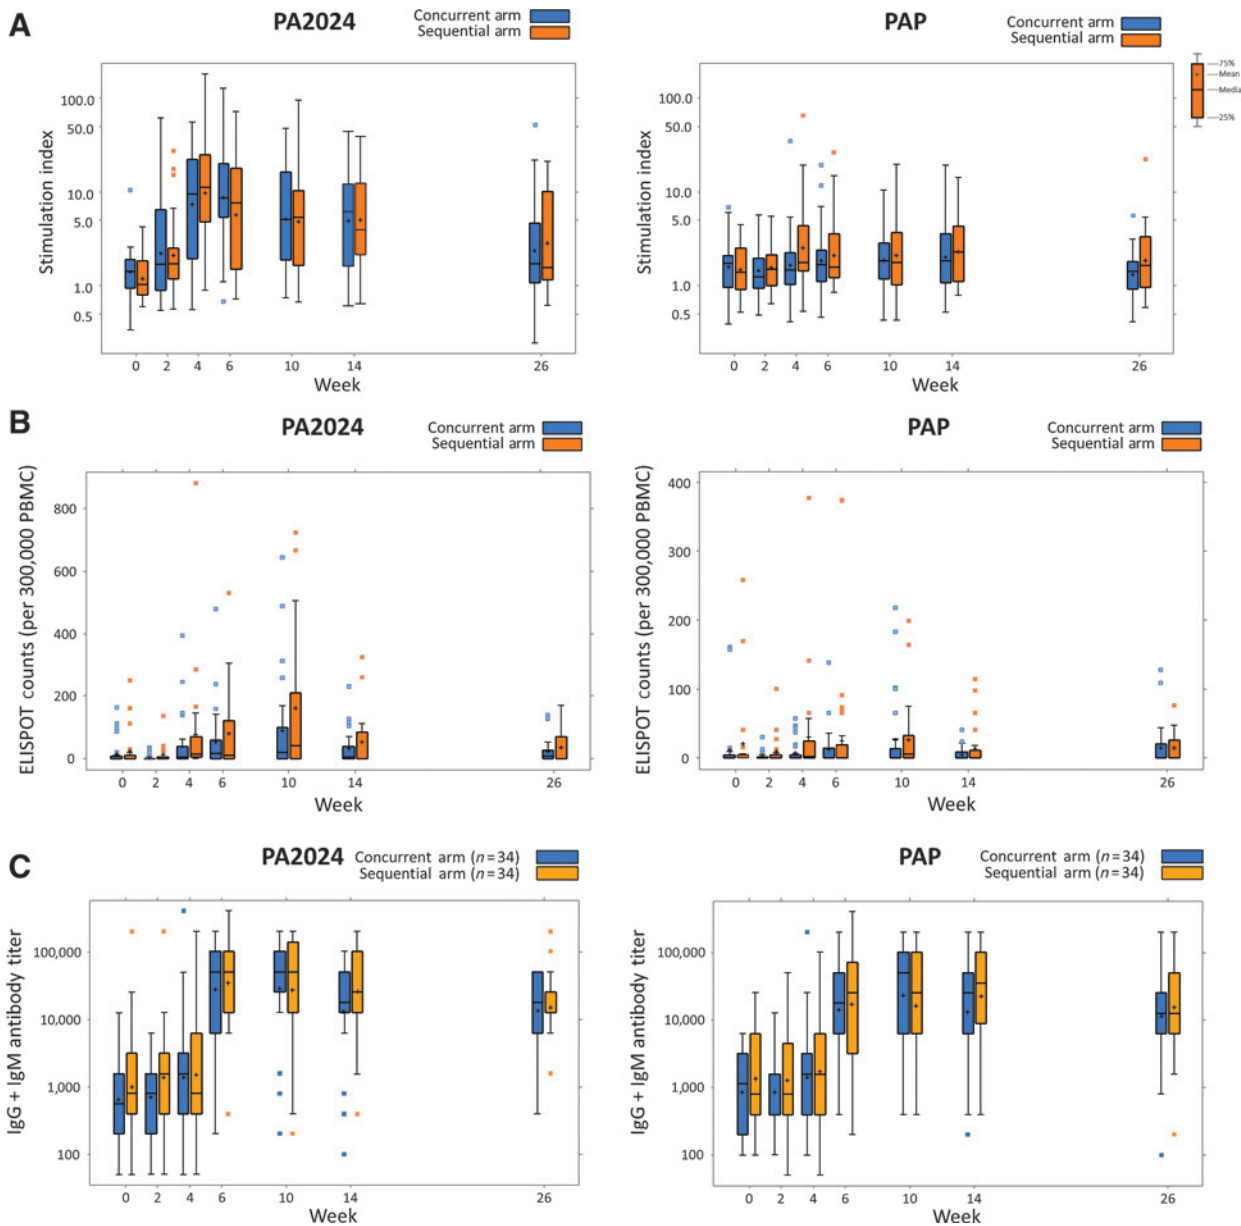 A
PA2024
Concurrent arm
Sequential arm
Stimulation index
100.0
50.0
10.0
5.0
1.0
0.5
0 2 4 6 10 14 26
Week
PAP
Concurrent arm
Sequential arm
75%
Mean
Media
25%
Stimulation index
100.0
50.0
10.0
5.0
1.0
0.5
0 2 4 6 10 14 26
Week
B
PA2024
Concurrent arm
Sequential arm
ELISPOT counts (per 300,000 PBMC)
800
600
400
200
0
0 2 4 6 10 14 26
Week
PAP
Concurrent arm
Sequential arm
ELISPOT counts (per 300,000 PBMC)
400
300
200
100
0
0 2 4 6 10 14 26
Week
C
PA2024
Concurrent arm (n=34)
Sequential arm (n=34)
IgG + IgM antibody titer
100,000
10,000
1,000
100
0 2 4 6 10 14 26
Week
PAP
Concurrent arm (n=34)
Sequential arm (n=34)
IgG + IgM antibody titer
100,000
10,000
1,000
100
0 2 4 6 10 14 26
Week